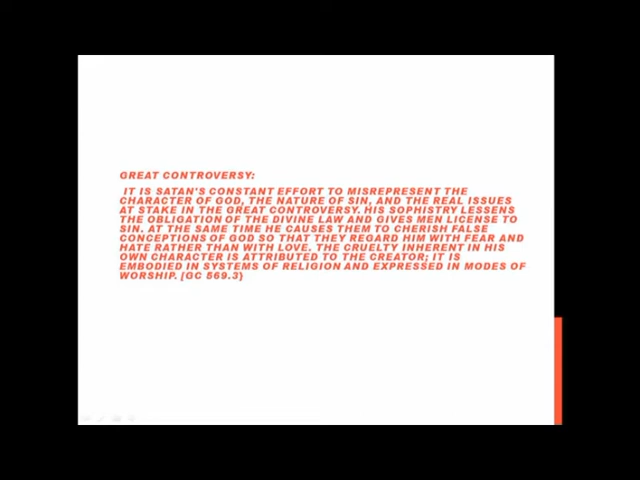 GREAT CONTROVERSY:
IT IS SATAN'S CONSTANT EFFORT TO MISREPRESENT THE
CHARACTER OF GOD, THE NATURE OF SIN, AND THE REAL ISSUES
AT STAKE IN THE GREAT CONTROVERSY. HIS SOPHISTRY LESSENS
THE OBLIGATION OF THE DIVINE LAW AND GIVES MEN LICENSE TO
SIN. AT THE SAME TIME HE CAUSES THEM TO CHERISH FALSE
CONCEPTIONS OF GOD SO THAT THEY REGARD HIM WITH FEAR AND
HATE RATHER THAN WITH LOVE. THE CRUELTY INHERENT IN HIS
OWN CHARACTER IS ATTRIBUTED TO THE CREATOR; IT IS
EMBODIED IN SYSTEMS OF RELIGION AND EXPRESSED IN MODES OF
WORSHIP. {GC 569.3}